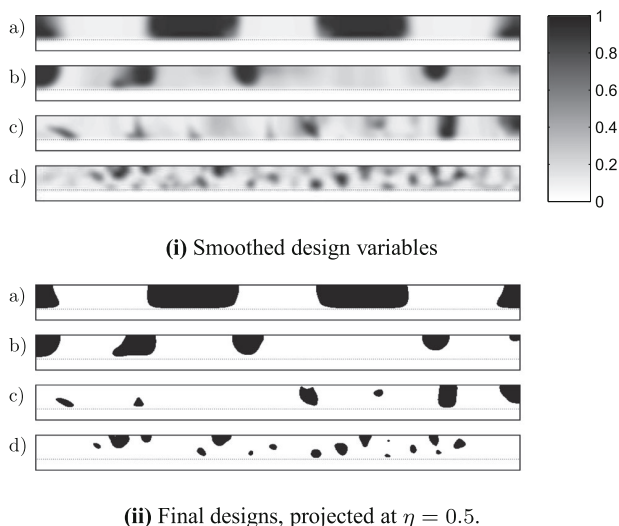 a)
b)
c)
d)
1
0.8
0.6
0.4
0.2
0
(i) Smoothed design variables
a)
b)
c)
d)
(ii) Final designs, projected at η = 0.5.